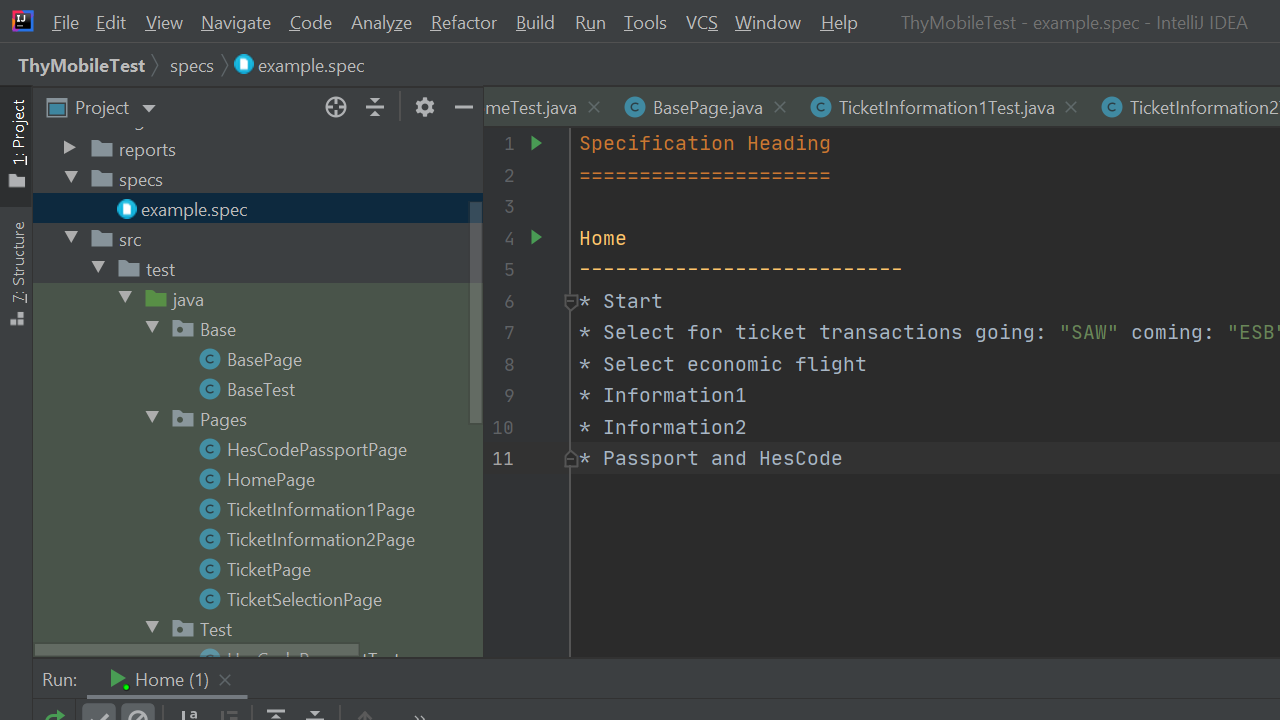 File Edit View Navigate Code Analyze Refactor Build Run Tools VCS Window Help ThyMobileTest - example.spec - IntelliJ IDEA
ThyMobileTest specs example.spec
1: Project
7: Structure
Project
reports
specs
example.spec
src
test
java
Base
BasePage
BaseTest
Pages
HesCodePassportPage
HomePage
TicketInformation1Page
TicketInformation2Page
TicketPage
TicketSelectionPage
Test
meTest.java BasePage.java TicketInformation1Test.java TicketInformation2
1 Specification Heading
2 =====================
3
4 Home
5 ---------------------------
6 * Start
7 * Select for ticket transactions going: "SAW" coming: "ESB"
8 * Select economic flight
9 * Information1
10 * Information2
11 * Passport and HesCode
Run: Home (1)